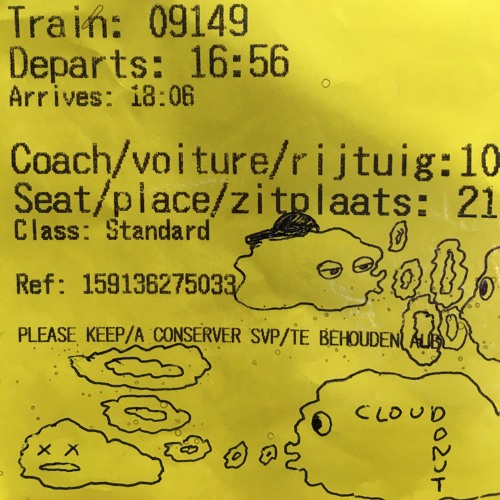 Train: 09149
Departs: 16:56
Arrives: 18:06
Coach/voiture/rijtuig:10
Seat/place/zitplaats: 21
Class: Standard
Ref: 159136275033
PLEASE KEEP/A CONSERVER SVP/TE BEHOUDEN AUB
CLOUD
DONUT